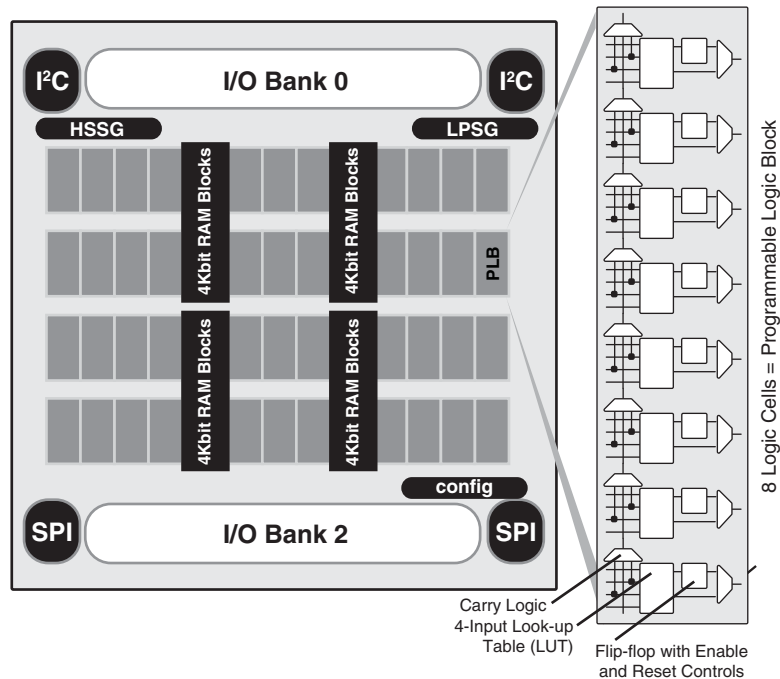 I²C
I/O Bank 0
I²C
HSSG
LPSG
4Kbit RAM Blocks
4Kbit RAM Blocks
PLB
4Kbit RAM Blocks
4Kbit RAM Blocks
config
SPI
I/O Bank 2
SPI
8 Logic Cells = Programmable Logic Block
Carry Logic
4-Input Look-up
Table (LUT)
Flip-flop with Enable
and Reset Controls